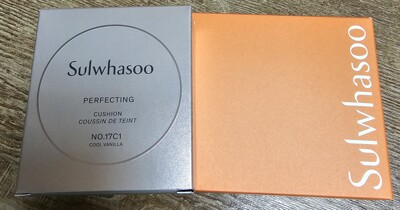 Sulwhasoo
PERFECTING
CUSHION
COUSSIN DE TEINT
NO.17C1
COOL VANILLA
Sulwhasoo